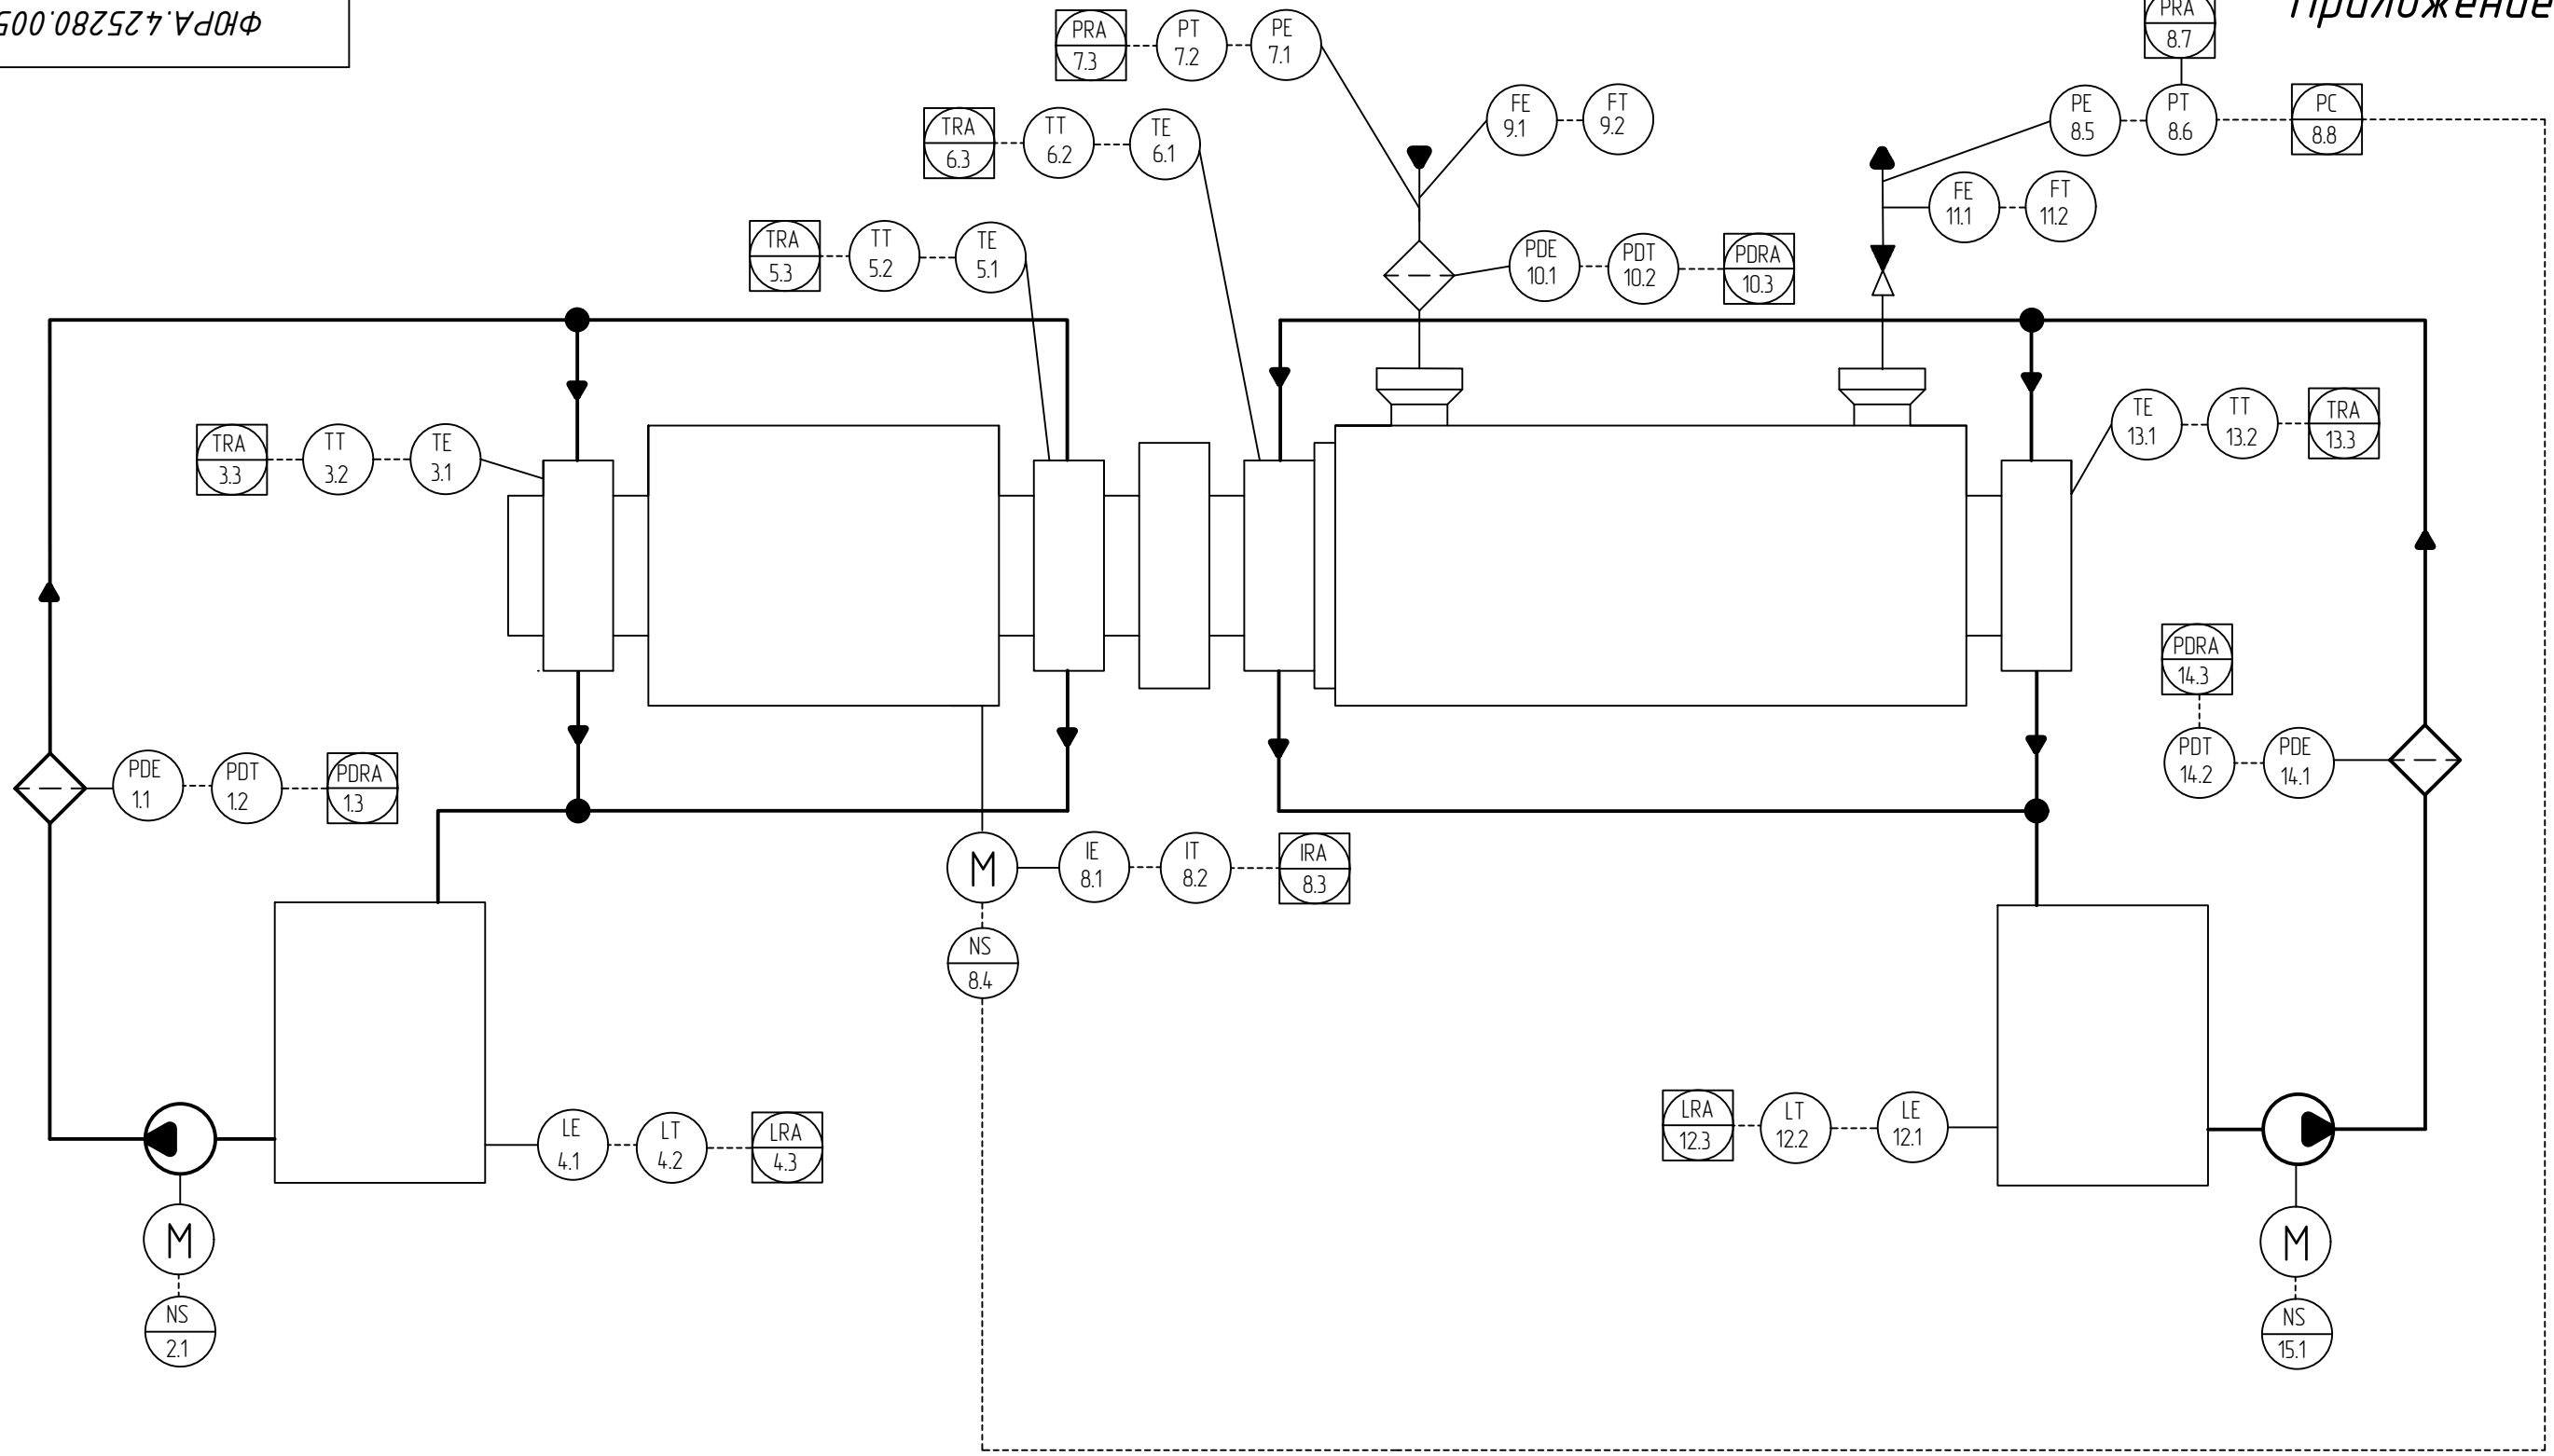 ФЮРА.425280.005
Приложение
PRA
7.3
PT
7.2
PE
7.1
PRA
8.7
TRA
6.3
TT
6.2
TE
6.1
FE
9.1
FT
9.2
PE
8.5
PT
8.6
PC
8.8
FE
11.1
FT
11.2
TRA
5.3
TT
5.2
TE
5.1
PDE
10.1
PDT
10.2
PDRA
10.3
TRA
3.3
TT
3.2
TE
3.1
TE
13.1
TT
13.2
TRA
13.3
PDRA
14.3
PDT
14.2
PDE
14.1
PDE
1.1
PDT
1.2
PDRA
1.3
M
IE
8.1
IT
8.2
IRA
8.3
NS
8.4
LE
4.1
LT
4.2
LRA
4.3
LRA
12.3
LT
12.2
LE
12.1
M
NS
2.1
M
NS
15.1